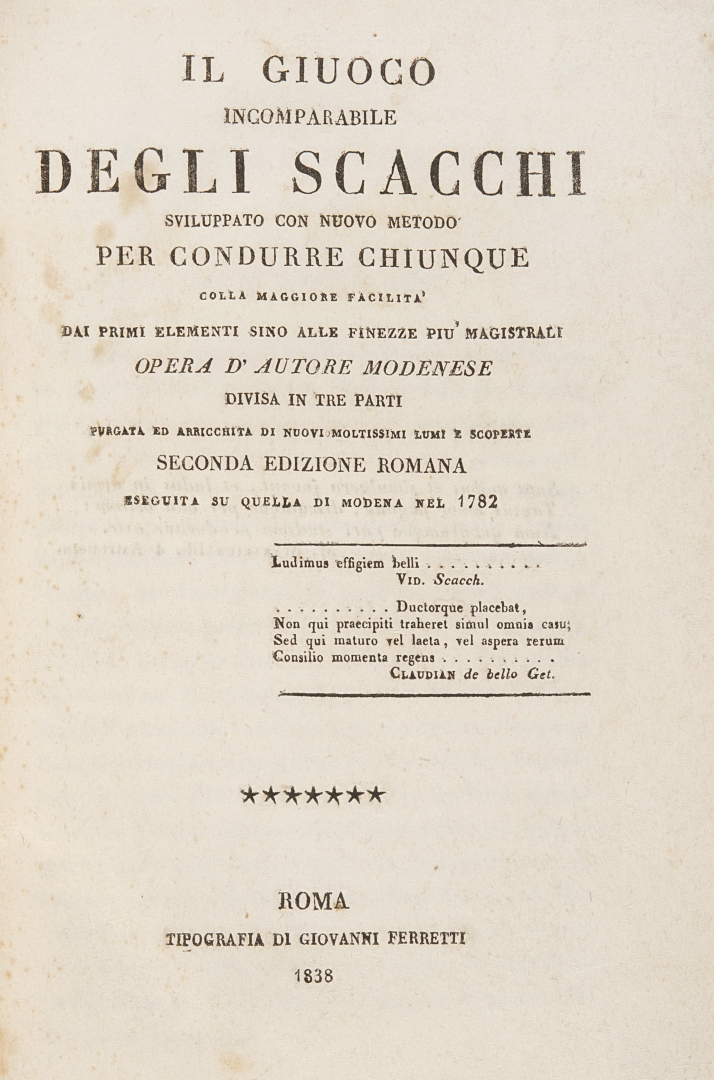 IL GIUOCO
INCOMPARABILE
DEGLI SCACCHI
SVILUPPATO CON NUOVO METODO
PER CONDURRE CHIUNQUE
COLLA MAGGIORE FACILITA'
DAI PRIMI ELEMENTI SINO ALLE FINEZZE PIU' MAGISTRALI
OPERA D' AUTORE MODENESE
DIVISA IN TRE PARTI
PURGATA ED ARRICCHITA DI NUOVI MOLTISSIMI LUMI E SCOPERTE
SECONDA EDIZIONE ROMANA
ESEGUITA SU QUELLA DI MODENA NEL 1782
Ludimus effigiem belli . . . . . . . . . .
VID. Scacch.
. . . . . . . . . . Ductorque placebat,
Non qui praecipiti traheret simul omnia casu;
Sed qui maturo vel laeta, vel aspera rerum
Consilio momenta regens . . . . . . . . . .
CLAUDIAN de bello Get.
★★★★★★★
ROMA
TIPOGRAFIA DI GIOVANNI FERRETTI
1838